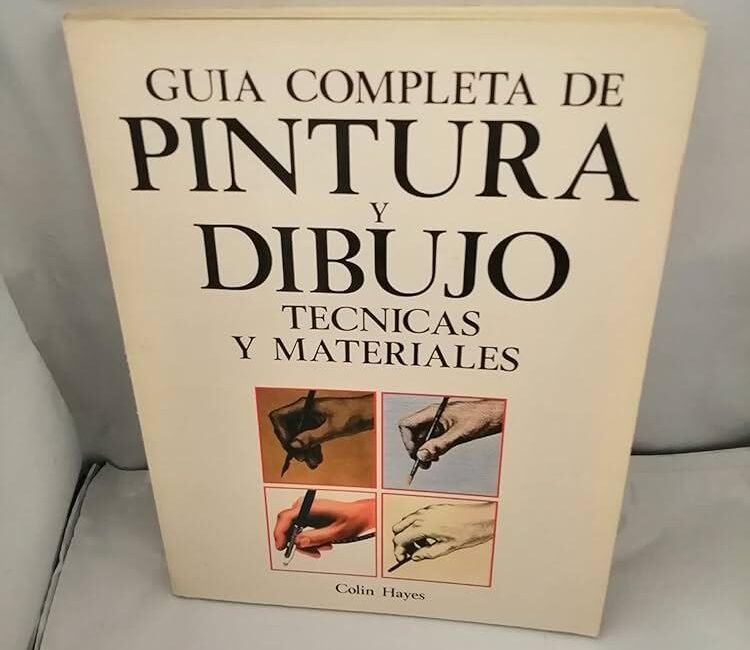 GUIA COMPLETA DE
PINTURA
Y
DIBUJO
TECNICAS
Y MATERIALES
Colin Hayes